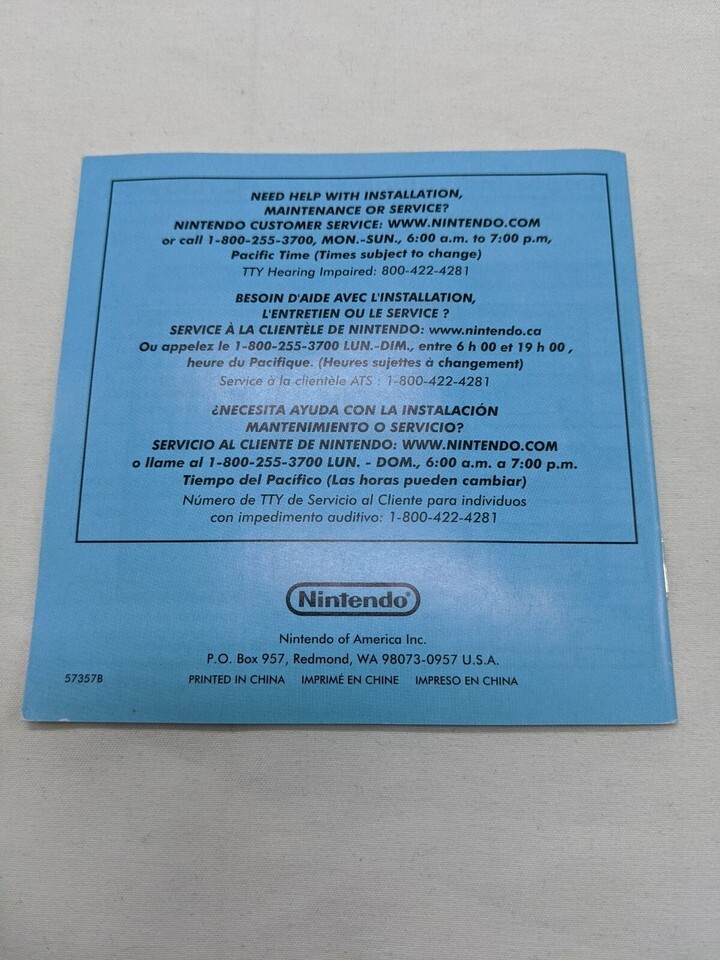 NEED HELP WITH INSTALLATION,
MAINTENANCE OR SERVICE?
NINTENDO CUSTOMER SERVICE: WWW.NINTENDO.COM
or call 1-800-255-3700, MON.-SUN., 6:00 a.m. to 7:00 p.m,
Pacific Time (Times subject to change)
TTY Hearing Impaired: 800-422-4281
BESOIN D'AIDE AVEC L'INSTALLATION,
L'ENTRETIEN OU LE SERVICE ?
SERVICE À LA CLIENTÈLE DE NINTENDO: www.nintendo.ca
Ou appelez le 1-800-255-3700 LUN.-DIM., entre 6 h 00 et 19 h 00 ,
heure du Pacifique. (Heures sujettes à changement)
Service à la clientèle ATS : 1-800-422-4281
¿NECESITA AYUDA CON LA INSTALACIÓN
MANTENIMIENTO O SERVICIO?
SERVICIO AL CLIENTE DE NINTENDO: WWW.NINTENDO.COM
o llame al 1-800-255-3700 LUN. - DOM., 6:00 a.m. a 7:00 p.m.
Tiempo del Pacífico (Las horas pueden cambiar)
Número de TTY de Servicio al Cliente para individuos
con impedimento auditivo: 1-800-422-4281
Nintendo®
Nintendo of America Inc.
P.O. Box 957, Redmond, WA 98073-0957 U.S.A.
57357B PRINTED IN CHINA IMPRIMÉ EN CHINE IMPRESO EN CHINA